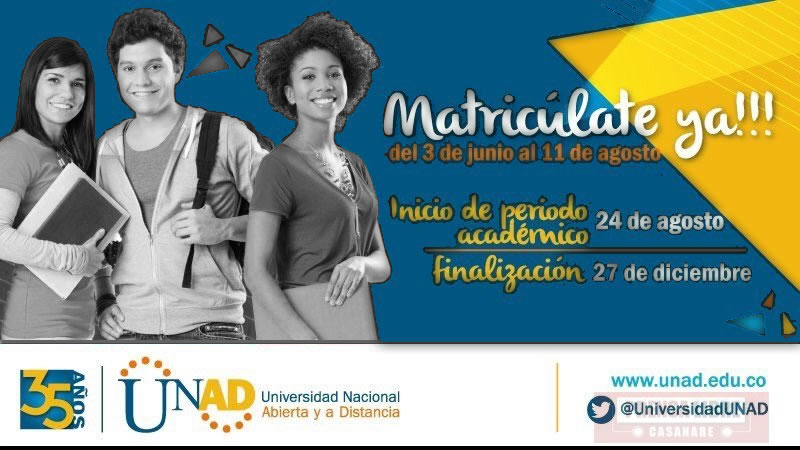 Matricúlate ya!!!
del 3 de junio al 11 de agosto
Inicio de periodo
académico
24 de agosto
finalización 27 de diciembre
35
AÑOS
UNAD
Universidad Nacional
Abierta y a Distancia
www.unad.edu.co
@UniversidadUNAD
CASANARE